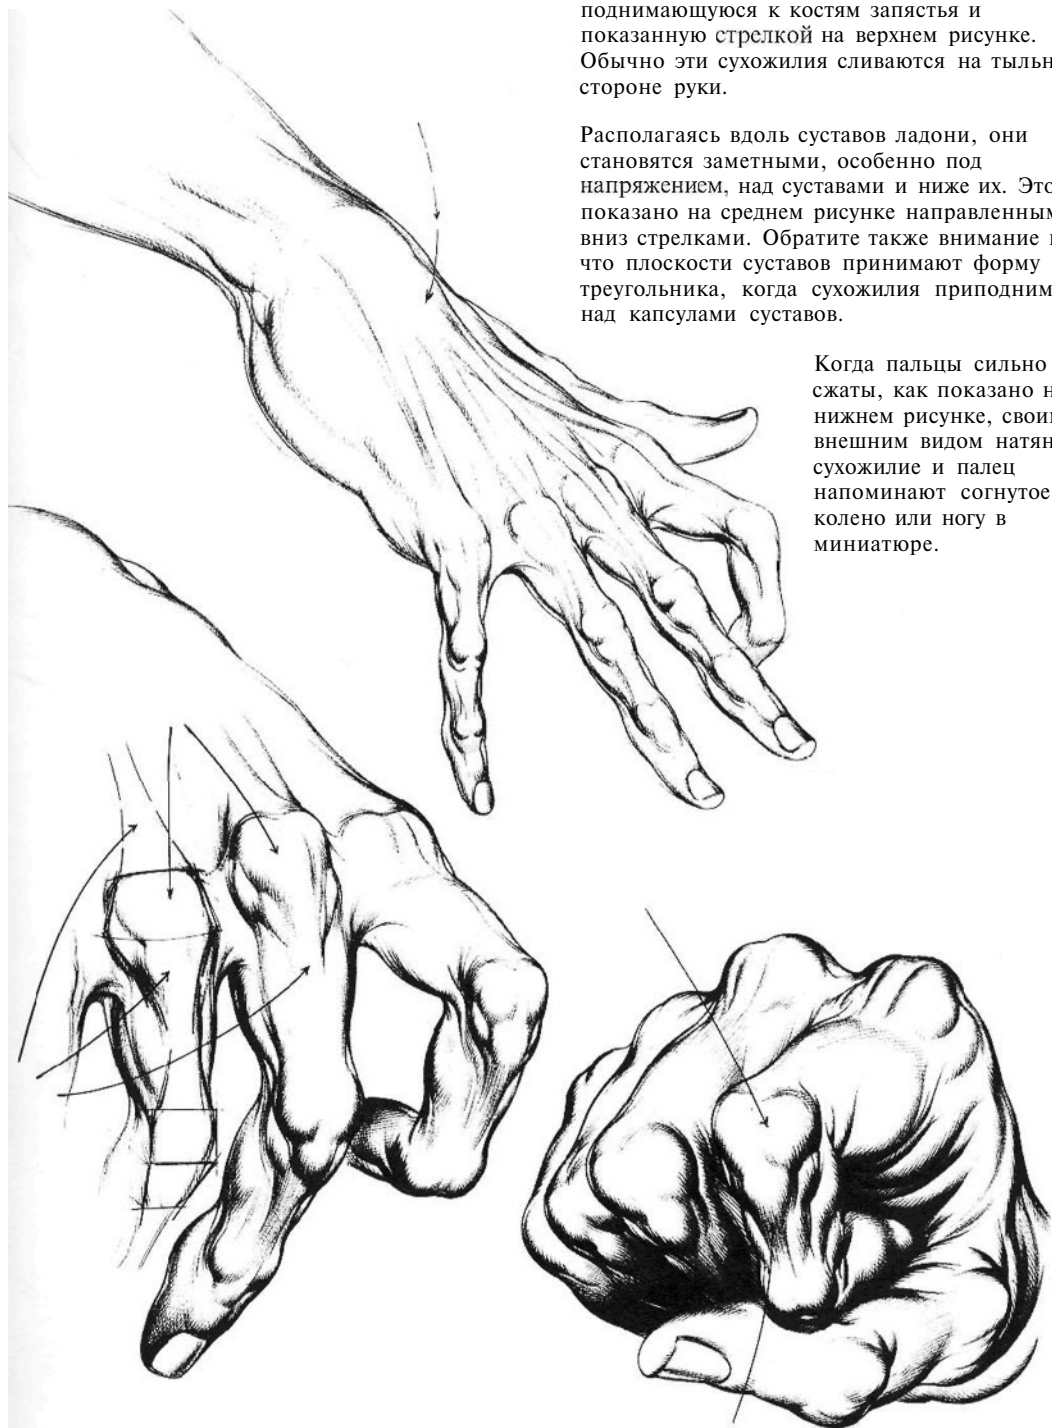 поднимающуюся к костям запястья и
показанную стрелкой на верхнем рисунке.
Обычно эти сухожилия сливаются на тыльн
стороне руки.
Располагаясь вдоль суставов ладони, они
становятся заметными, особенно под
напряжением, над суставами и ниже их. Это
показано на среднем рисунке направленным
вниз стрелками. Обратите также внимание
что плоскости суставов принимают форму
треугольника, когда сухожилия приподним
над капсулами суставов.
Когда пальцы сильно
сжаты, как показано н
нижнем рисунке, свои
внешним видом натян
сухожилие и палец
напоминают согнутое
колено или ногу в
миниатюре.